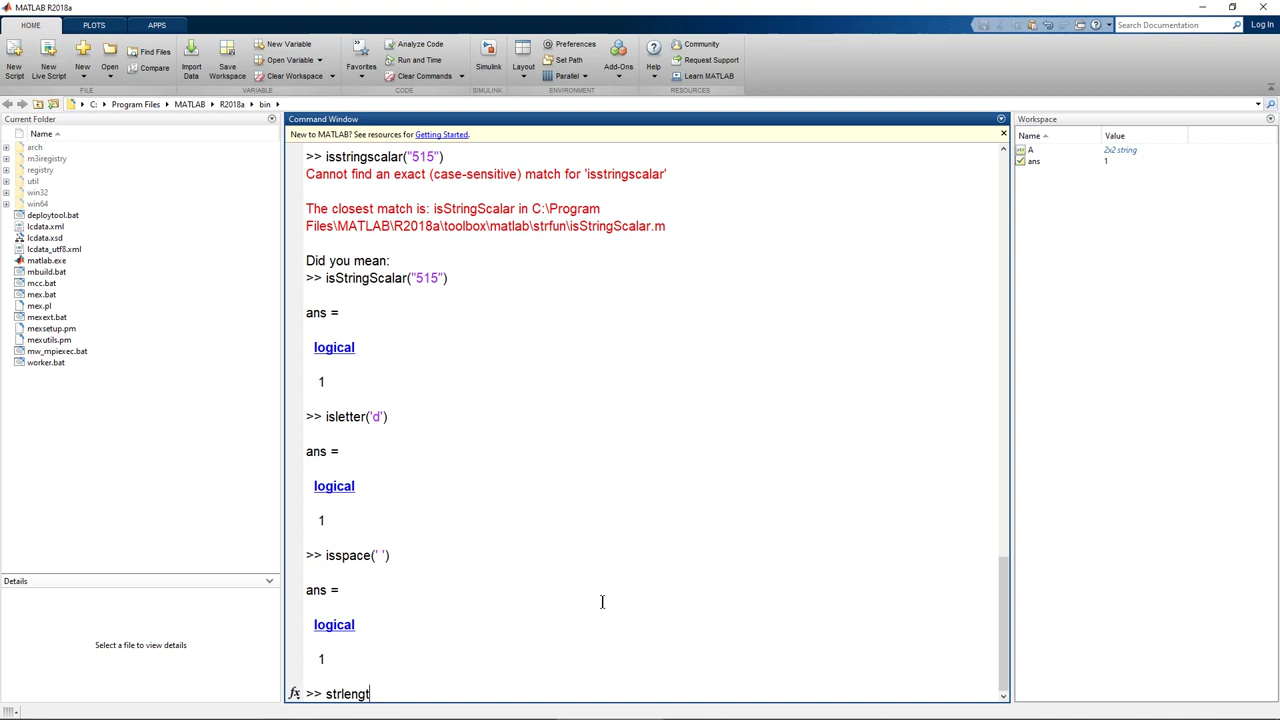 MATLAB R2018a
HOME
PLOTS
APPS
Search Documentation
Log In
New Script
New Live Script
New
Open
Find Files
Compare
Import Data
Save Workspace
New Variable
Open Variable
Clear Workspace
Favorites
Analyze Code
Run and Time
Clear Commands
Simulink
Layout
Preferences
Set Path
Parallel
Add-Ons
Help
Community
Request Support
Learn MATLAB
FILE
VARIABLE
CODE
SIMULINK
ENVIRONMENT
RESOURCES
C: Program Files MATLAB R2018a bin
Current Folder
Name
arch
m3iregistry
registry
util
win32
win64
deploytool.bat
lcdata.xml
lcdata.xsd
lcdata_utf8.xml
matlab.exe
mbuild.bat
mcc.bat
mex.bat
mex.pl
mexext.bat
mexsetup.pm
mexutils.pm
mw_mpiexec.bat
worker.bat
Details
Select a file to view details
Command Window
New to MATLAB? See resources for Getting Started.
>> isstringscalar("515")
Cannot find an exact (case-sensitive) match for 'isstringscalar'
The closest match is: isStringScalar in C:\Program
Files\MATLAB\R2018a\toolbox\matlab\strfun\isStringScalar.m
Did you mean:
>> isStringScalar("515")
ans =
logical
1
>> isletter('d')
ans =
logical
1
>> isspace(' ')
ans =
logical
1
fx >> strlengt
Workspace
Name Value
A 2x2 string
ans 1